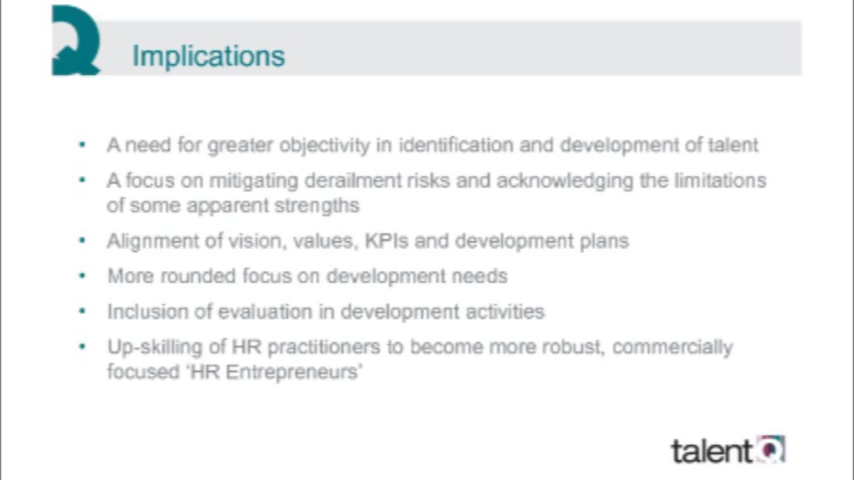 Implications
• A need for greater objectivity in identification and development of talent
• A focus on mitigating derailment risks and acknowledging the limitations
of some apparent strengths
• Alignment of vision, values, KPIs and development plans
• More rounded focus on development needs
• Inclusion of evaluation in development activities
• Up-skilling of HR practitioners to become more robust, commercially
focused ‘HR Entrepreneurs’
talentQ